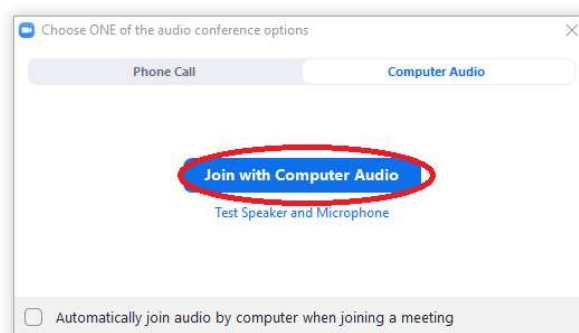 Choose ONE of the audio conference options
Phone Call
Computer Audio
Join with Computer Audio
Test Speaker and Microphone
Automatically join audio by computer when joining a meeting